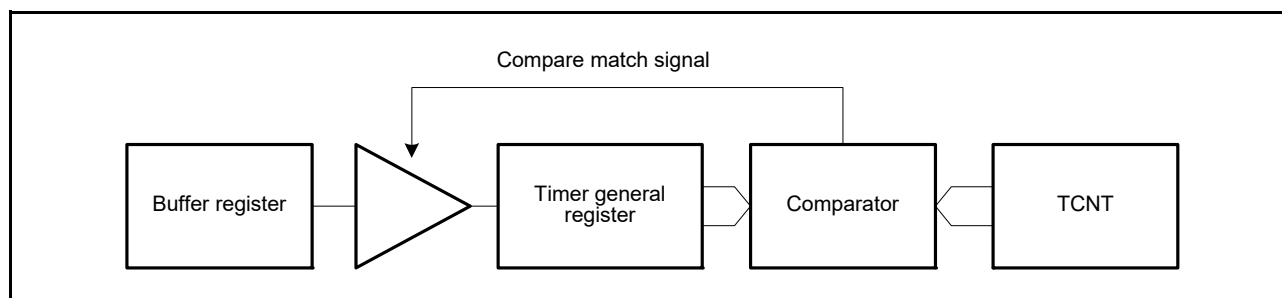 Compare match signal
Buffer register
Timer general
register
Comparator
TCNT